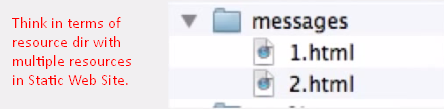 Think in terms of
resource dir with
multiple resources
in Static Web Site.
messages
1.html
2.html